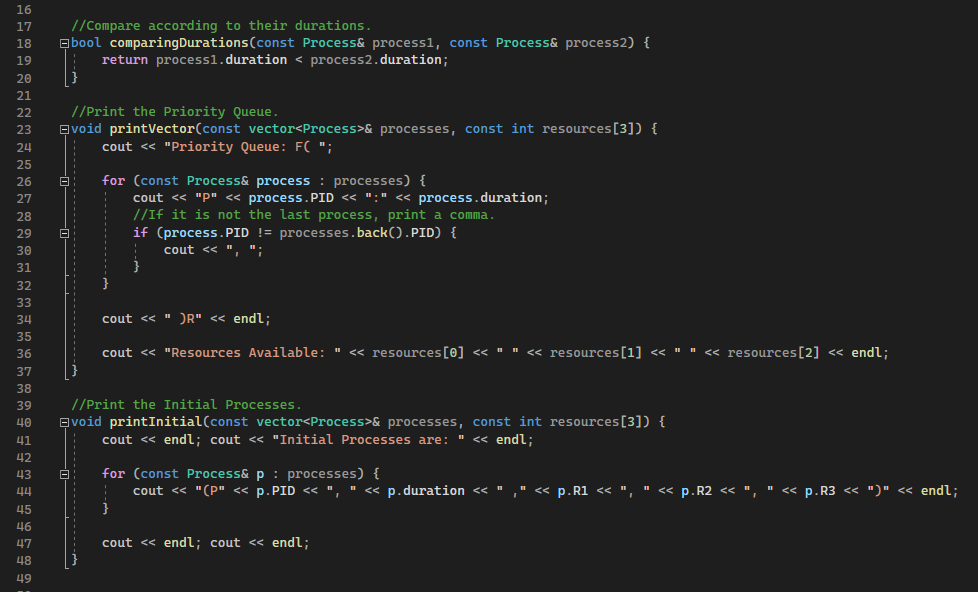 16
17 //Compare according to their durations.
18 bool comparingDurations(const Process& process1, const Process& process2) {
19 return process1.duration < process2.duration;
20 }
21
22 //Print the Priority Queue.
23 void printVector(const vector<Process>& processes, const int resources[3]) {
24 cout << "Priority Queue: F( ";
25
26 for (const Process& process : processes) {
27 cout << "P" << process.PID << ":" << process.duration;
28 //If it is not the last process, print a comma.
29 if (process.PID != processes.back().PID) {
30 cout << ", ";
31 }
32 }
33
34 cout << " )R" << endl;
35
36 cout << "Resources Available: " << resources[0] << " " << resources[1] << " " << resources[2] << endl;
37 }
38
39 //Print the Initial Processes.
40 void printInitial(const vector<Process>& processes, const int resources[3]) {
41 cout << endl; cout << "Initial Processes are: " << endl;
42
43 for (const Process& p : processes) {
44 cout << "(P" << p.PID << ", " << p.duration << " ," << p.R1 << ", " << p.R2 << ", " << p.R3 << ")" << endl;
45 }
46
47 cout << endl; cout << endl;
48 }
49